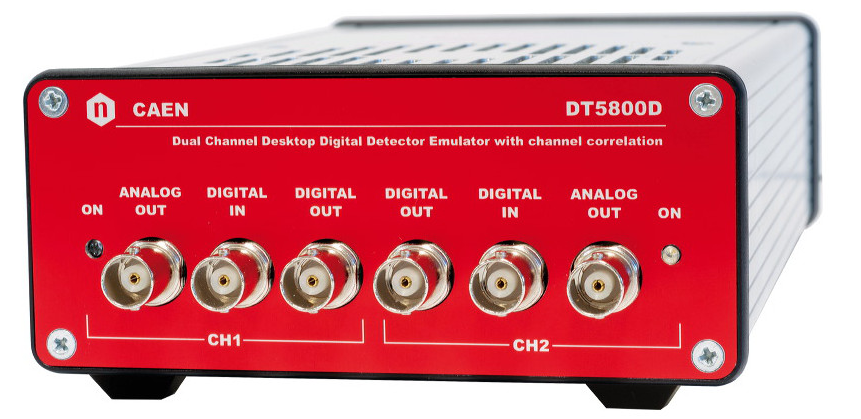 n CAEN DT5800D
Dual Channel Desktop Digital Detector Emulator with channel correlation
ON ANALOG OUT DIGITAL IN DIGITAL OUT DIGITAL OUT DIGITAL IN ANALOG OUT ON
CH1 CH2